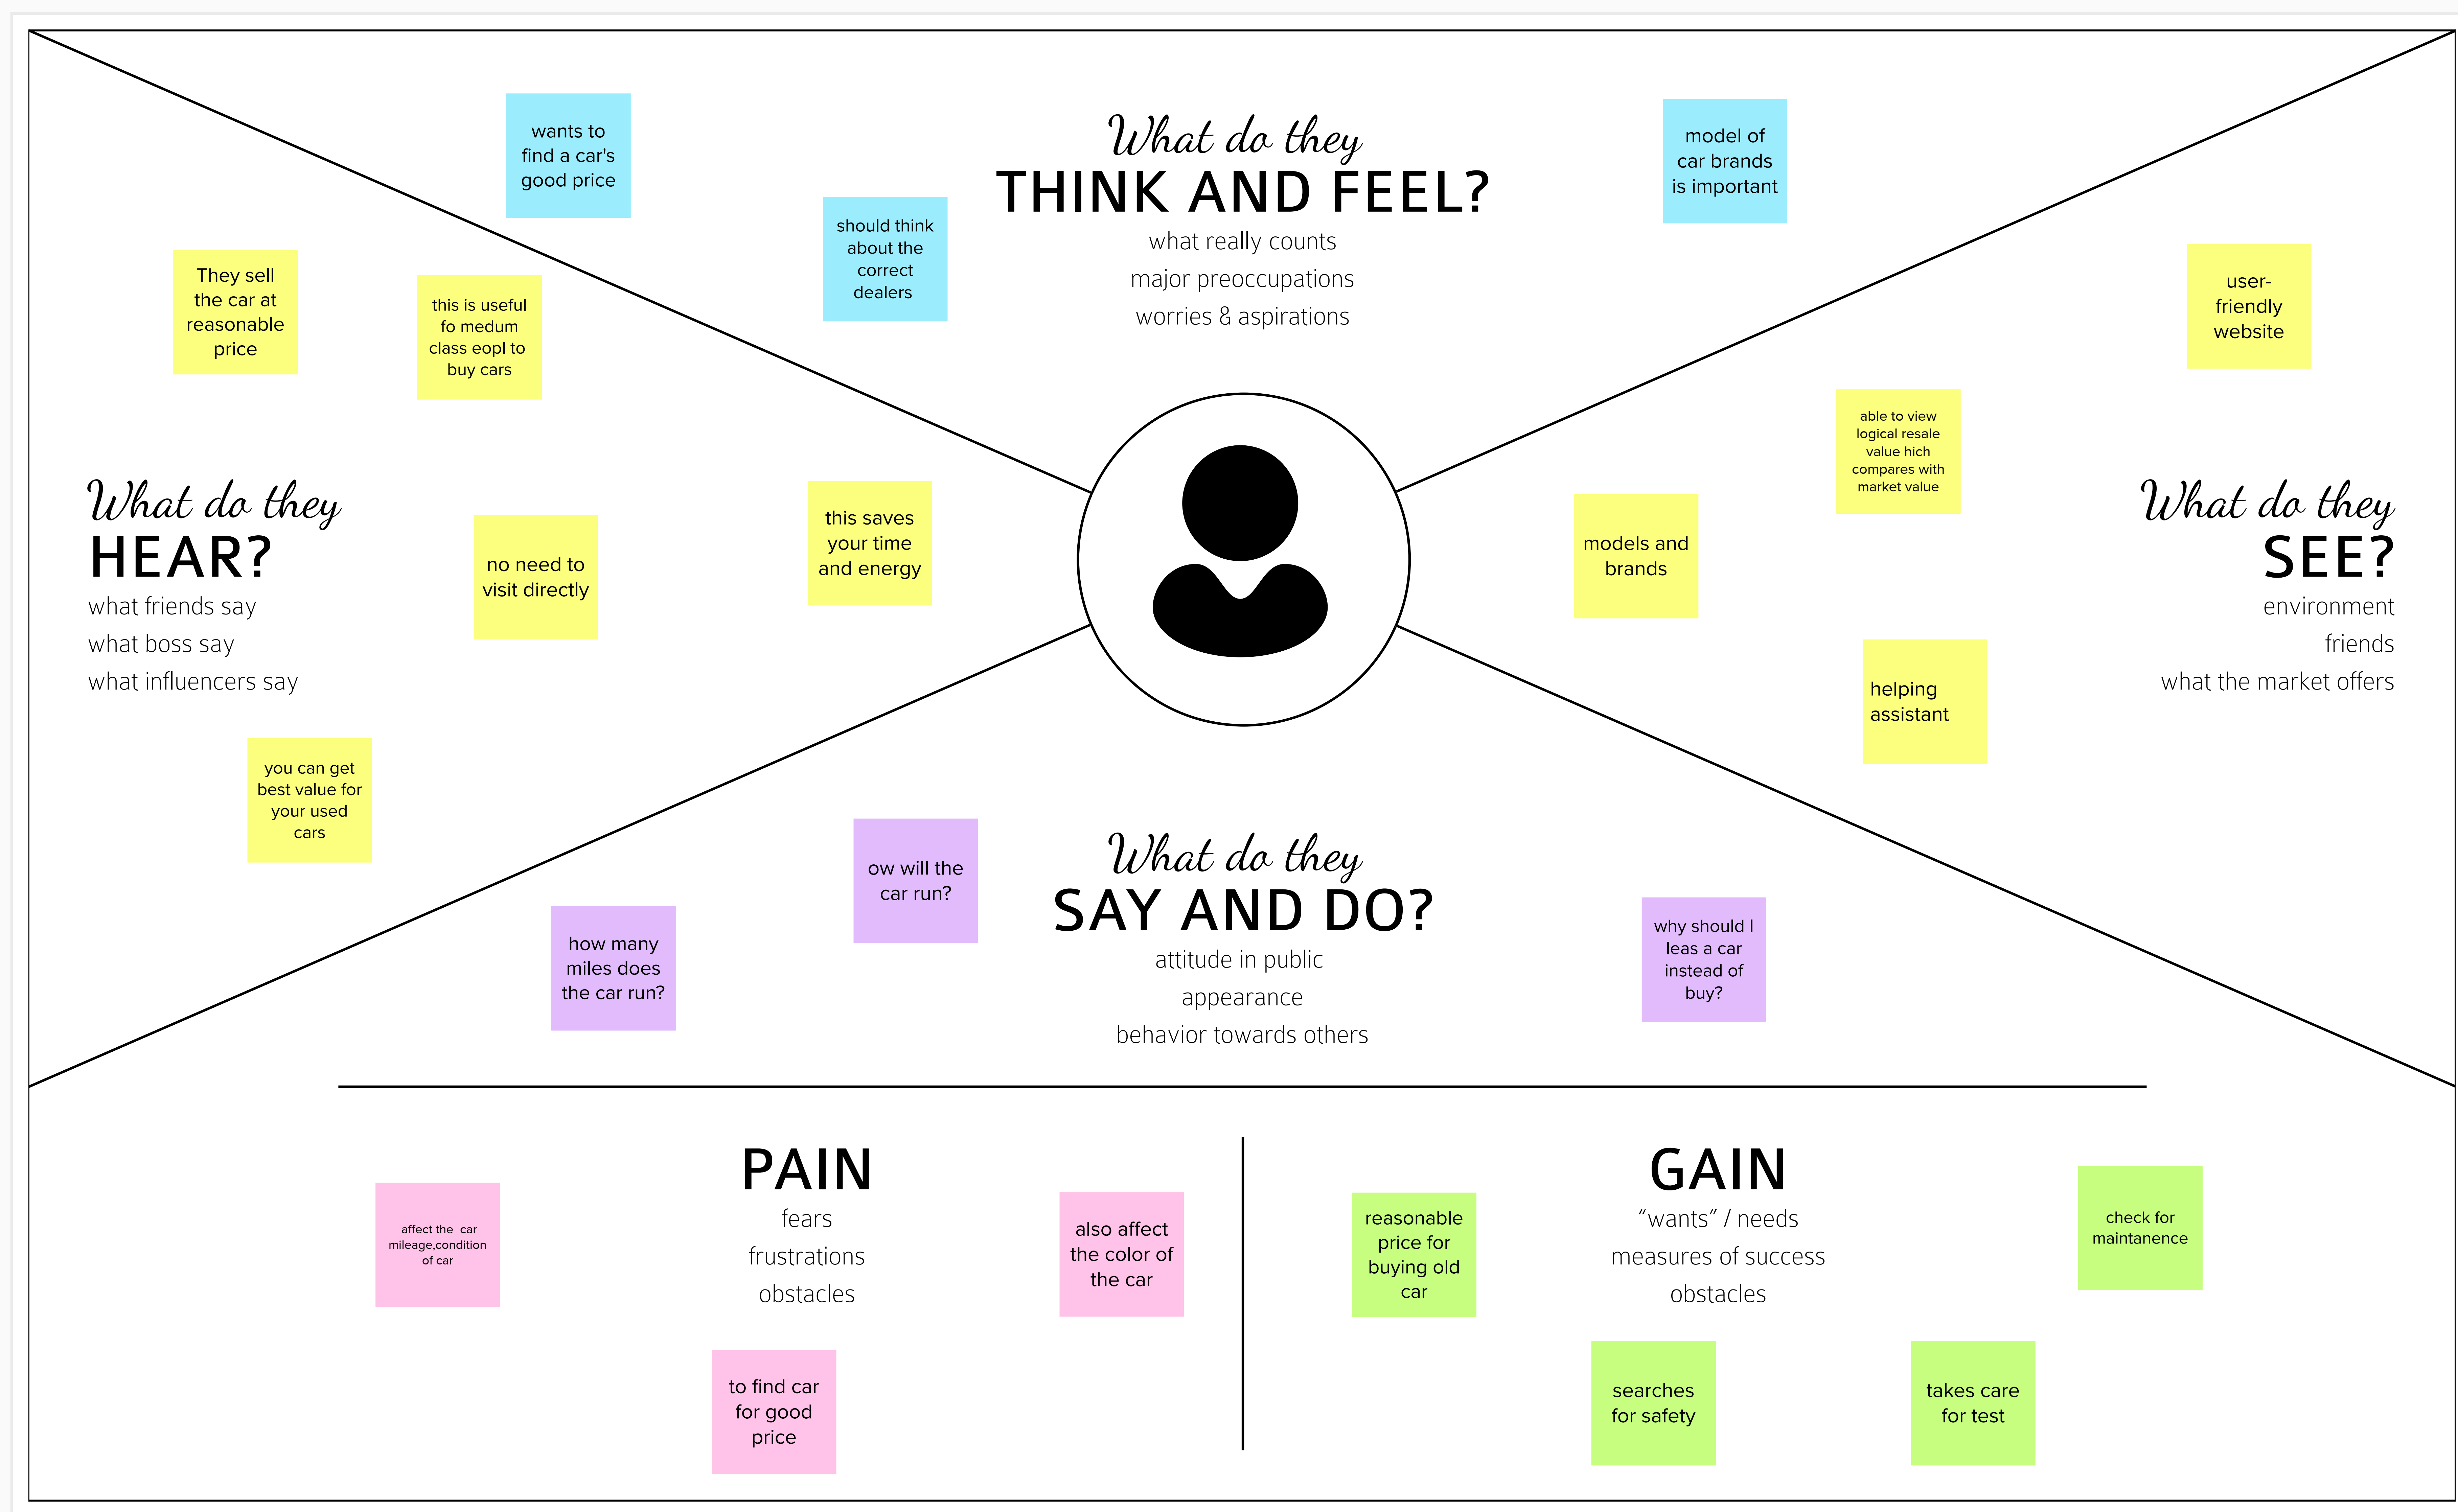 What do they
THINK AND FEEL?
what really counts
major preoccupations
worries & aspirations
wants to
find a car's
good price
should think
about the
correct
dealers
model of
car brands
is important
What do they
HEAR?
what friends say
what boss say
what influencers say
They sell
the car at
reasonable
price
this is useful
fo medum
class eopl to
buy cars
no need to
visit directly
this saves
your time
and energy
you can get
best value for
your used
cars
What do they
SEE?
environment
friends
what the market offers
user-
friendly
website
able to view
logical resale
value hich
compares with
market value
models and
brands
helping
assistant
What do they
SAY AND DO?
attitude in public
appearance
behavior towards others
ow will the
car run?
how many
miles does
the car run?
why should I
leas a car
instead of
buy?
PAIN
fears
frustrations
obstacles
affect the  car
mileage,condition
of car
also affect
the color of
the car
to find car
for good
price
GAIN
“wants” / needs
measures of success
obstacles
reasonable
price for
buying old
car
check for
maintanence
searches
for safety
takes care
for test